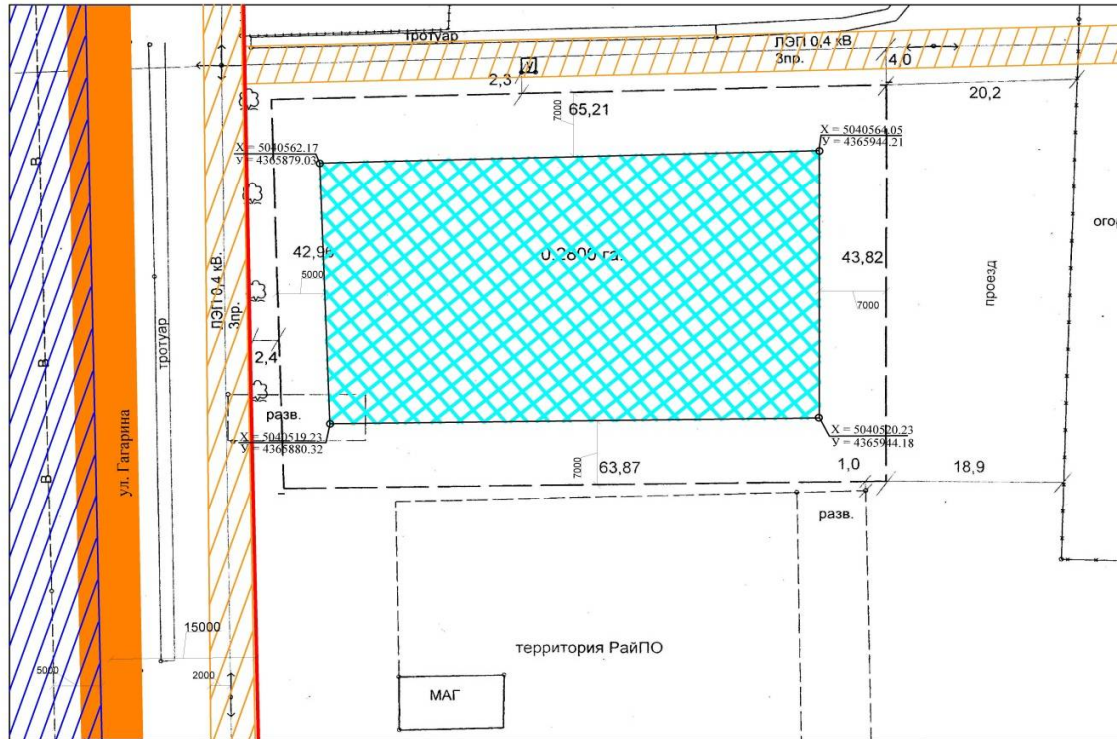 тротуар
ЛЭП 0,4 кВ
3пр.
4,0
2,3
65,21
7000
20,2
X = 5040562.17
У = 4365879.03
X = 5040564.05
У = 4365944.21
42,96
5000
0.2800 га.
43,82
7000
проезд
ЛЭП 0,4 кВ.
3пр.
тротуар
В
В
В
2,4
разв.
X = 5040519.23
У = 4365880.32
X = 5040520.23
У = 4365944.18
ул. Гагарина
7000
63,87
1,0
18,9
разв.
15000
5000
2000
территория РайПО
МАГ